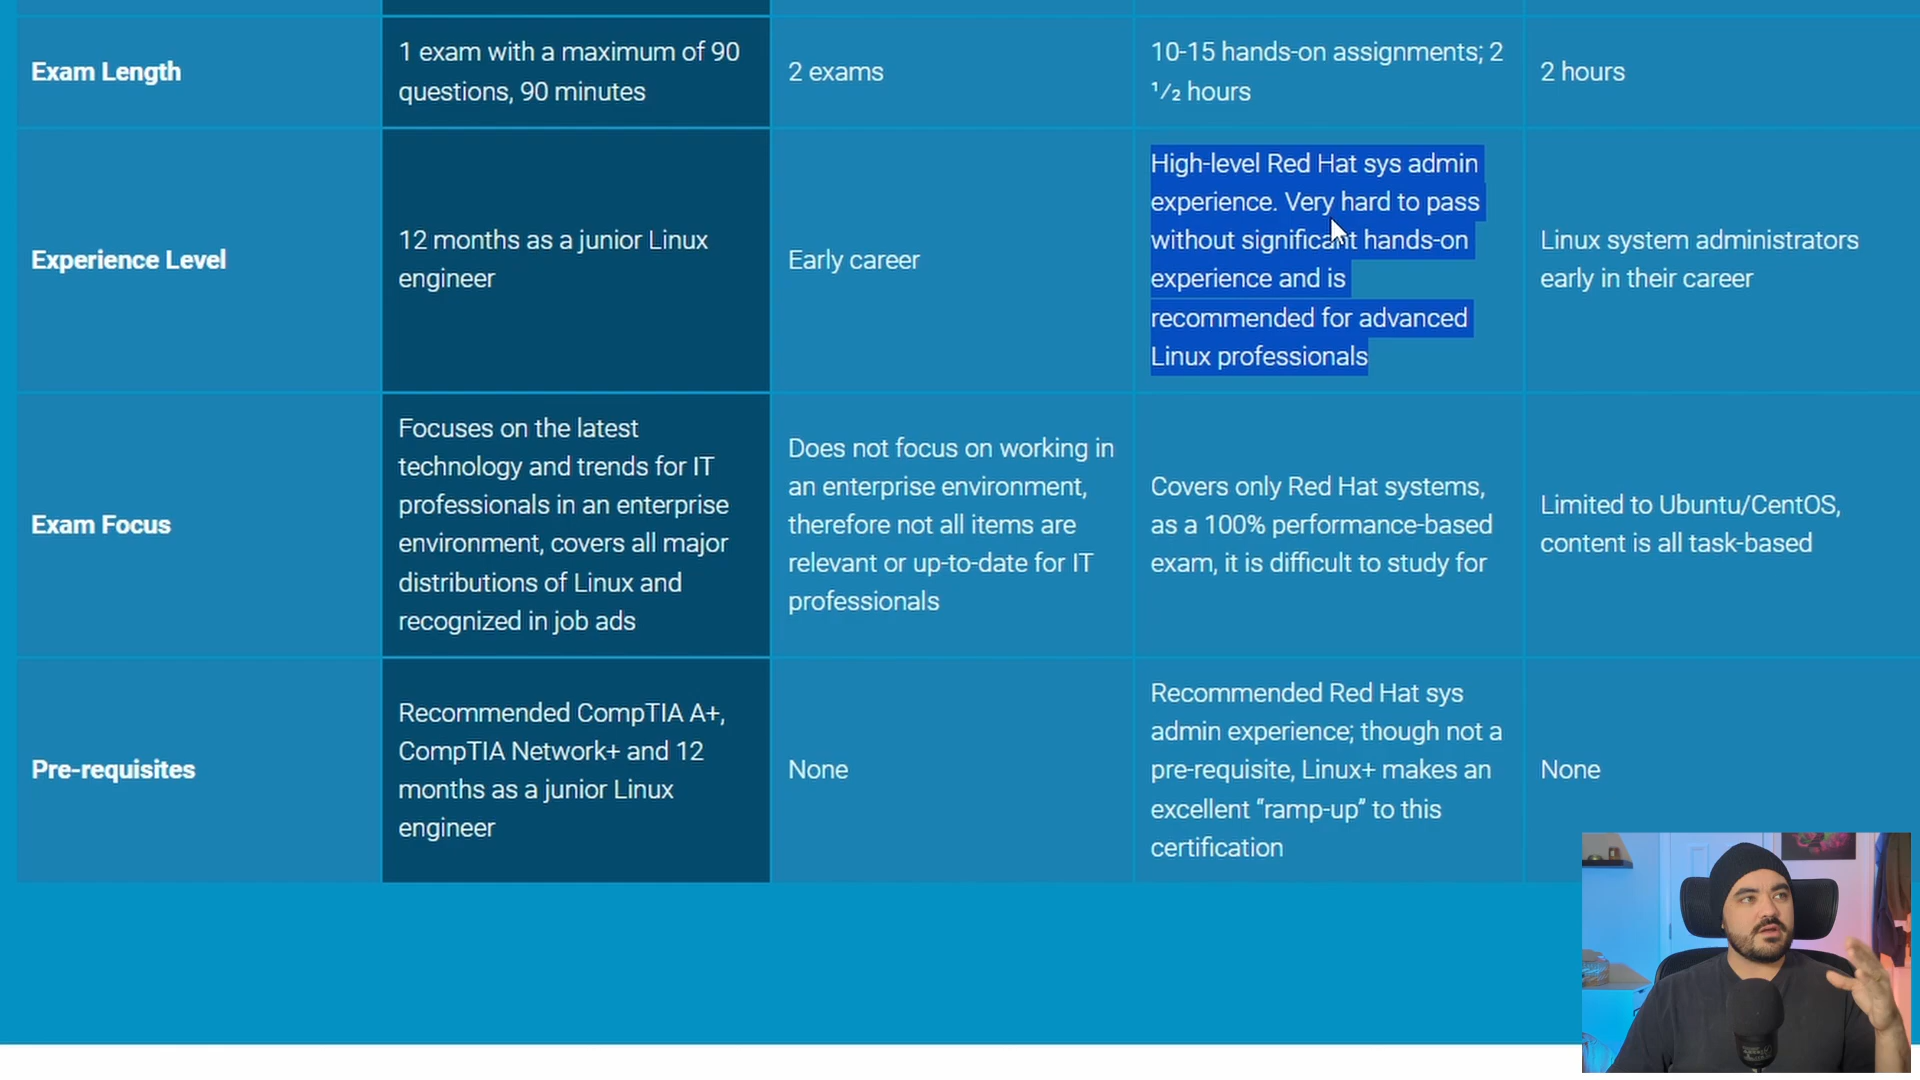 Exam Length
1 exam with a maximum of 90
questions, 90 minutes
2 exams
10-15 hands-on assignments; 2
½ hours
2 hours
Experience Level
12 months as a junior Linux
engineer
Early career
High-level Red Hat sys admin
experience. Very hard to pass
without significant hands-on
experience and is
recommended for advanced
Linux professionals
Linux system administrators
early in their career
Exam Focus
Focuses on the latest
technology and trends for IT
professionals in an enterprise
environment, covers all major
distributions of Linux and
recognized in job ads
Does not focus on working in
an enterprise environment,
therefore not all items are
relevant or up-to-date for IT
professionals
Covers only Red Hat systems,
as a 100% performance-based
exam, it is difficult to study for
Limited to Ubuntu/CentOS,
content is all task-based
Pre-requisites
Recommended CompTIA A+,
CompTIA Network+ and 12
months as a junior Linux
engineer
None
Recommended Red Hat sys
admin experience; though not a
pre-requisite, Linux+ makes an
excellent “ramp-up” to this
certification
None